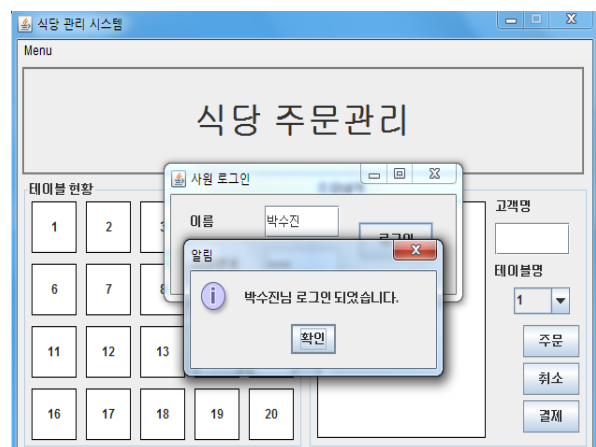 식당 관리 시스템
Menu
식당 주문관리
테이블 현황
사원 로그인
이름
박수진
로그인
알림
박수진님 로그인 되었습니다.
확인
고객명
테이블명
1
주문
취소
결제
1
2
6
7
11
12
13
16
17
18
19
20